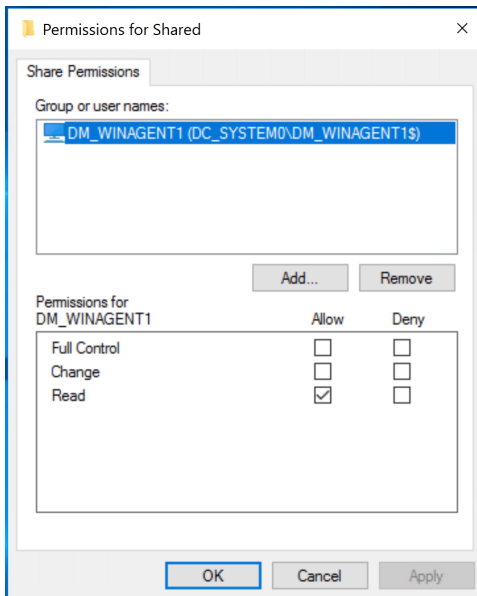 Permissions for Shared
Share Permissions
Group or user names:
DM_WINAGENT1 (DC_SYSTEM0\DM_WINAGENT1$)
Add...
Remove
Permissions for
DM_WINAGENT1
Allow
Deny
Full Control
Change
Read
OK
Cancel
Apply